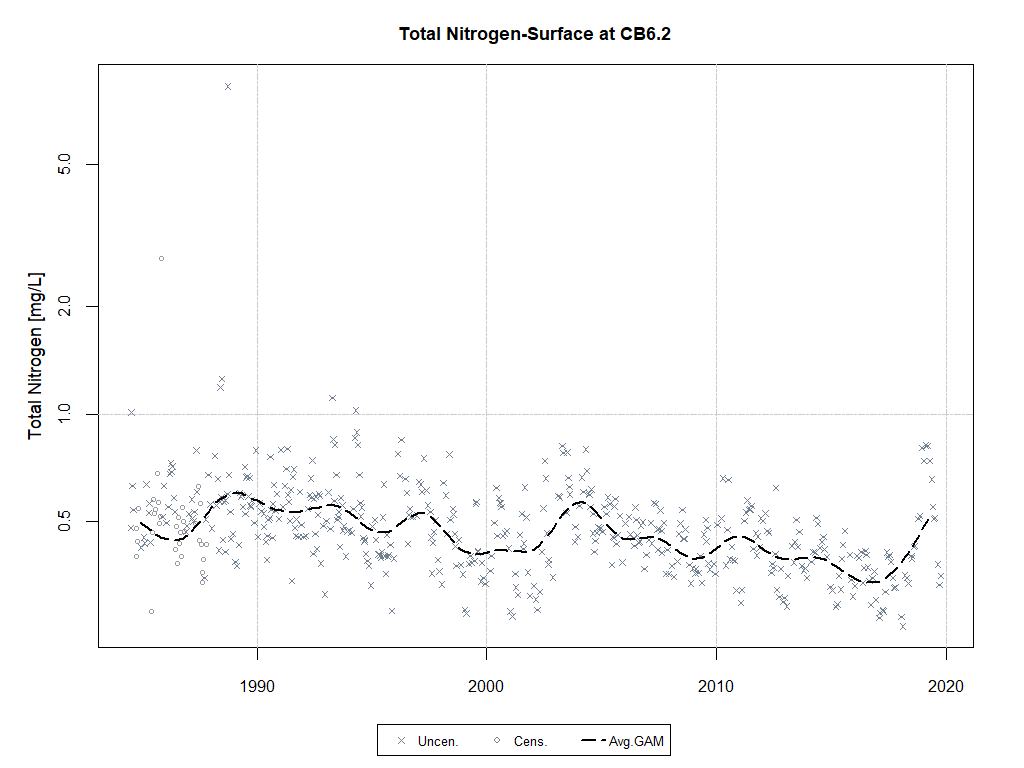 Total Nitrogen-Surface at CB6.2
Total Nitrogen [mg/L]
5.0
2.0
1.0
0.5
1990 2000 2010 2020
Uncen. Cens. Avg.GAM